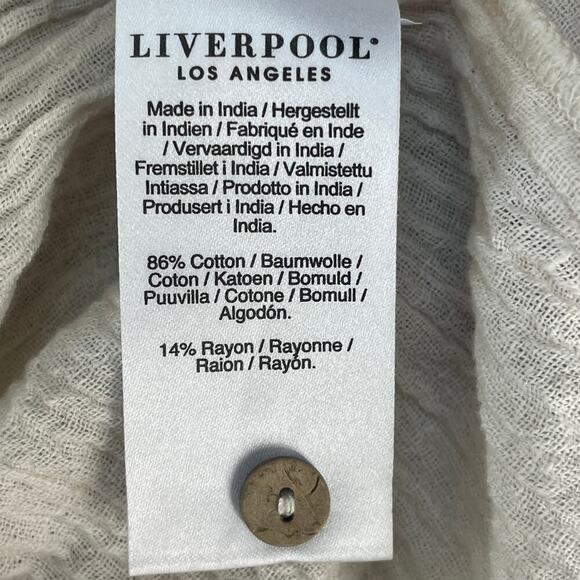 LIVERPOOL®
LOS ANGELES
Made in India / Hergestellt
in Indien / Fabriqué en Inde
/ Vervaardigd in India /
Fremstillet i India / Valmistettu
Intiassa / Prodotto in India /
Produsert i India / Hecho en
India.
86% Cotton / Baumwolle /
Coton / Katoen / Bomuld /
Puuvilla / Cotone / Bomull /
Algodón.
14% Rayon / Rayonne /
Raion / Rayón.